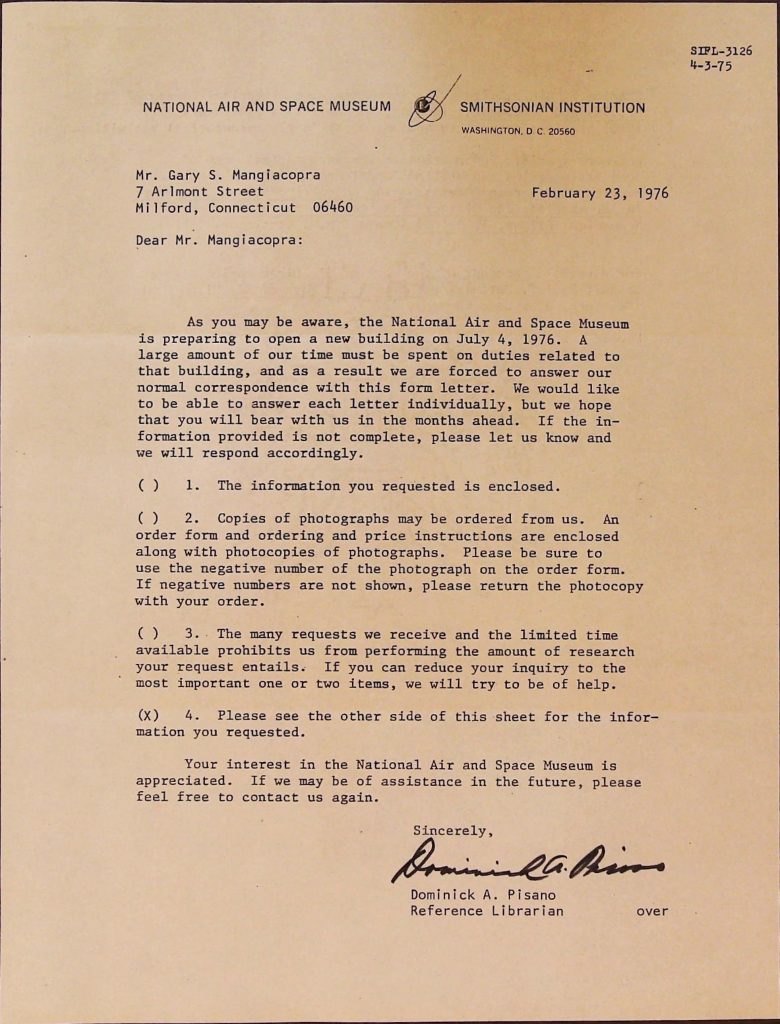 SIFL-3126
4-3-75
NATIONAL AIR AND SPACE MUSEUM SMITHSONIAN INSTITUTION
WASHINGTON, D. C. 20560
Mr. Gary S. Mangiacopra
7 Arlmont Street
Milford, Connecticut 06460
February 23, 1976
Dear Mr. Mangiacopra:
As you may be aware, the National Air and Space Museum
is preparing to open a new building on July 4, 1976. A
large amount of our time must be spent on duties related to
that building, and as a result we are forced to answer our
normal correspondence with this form letter. We would like
to be able to answer each letter individually, but we hope
that you will bear with us in the months ahead. If the in-
formation provided is not complete, please let us know and
we will respond accordingly.
( ) 1. The information you requested is enclosed.
( ) 2. Copies of photographs may be ordered from us. An
order form and ordering and price instructions are enclosed
along with photocopies of photographs. Please be sure to
use the negative number of the photograph on the order form.
If negative numbers are not shown, please return the photocopy
with your order.
( ) 3. The many requests we receive and the limited time
available prohibits us from performing the amount of research
your request entails. If you can reduce your inquiry to the
most important one or two items, we will try to be of help.
(X) 4. Please see the other side of this sheet for the infor-
mation you requested.
Your interest in the National Air and Space Museum is
appreciated. If we may be of assistance in the future, please
feel free to contact us again.
Sincerely,
Dominick A. Pisano
Dominick A. Pisano
Reference Librarian over